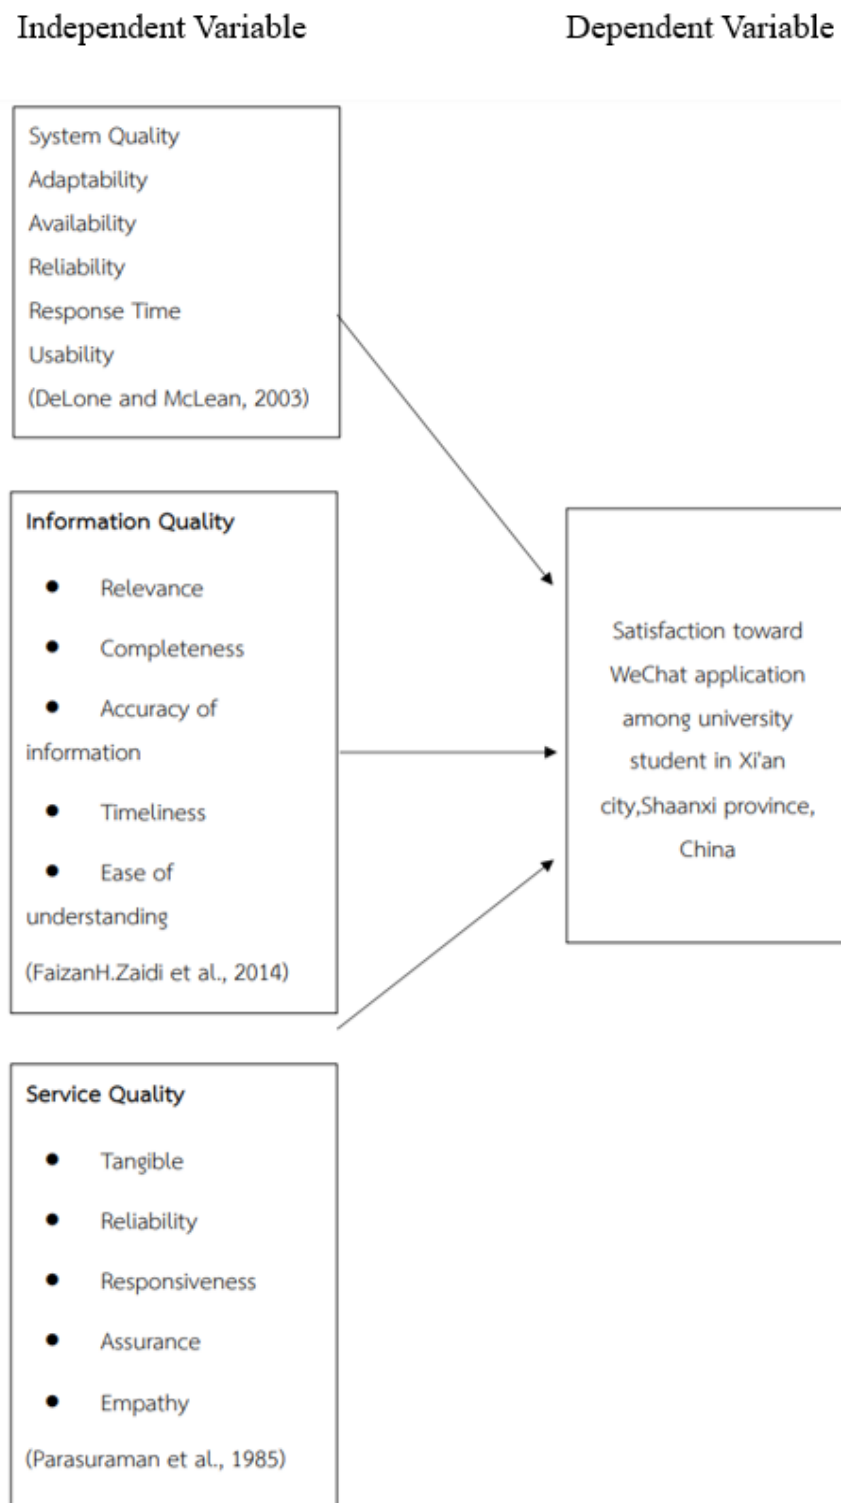 Independent Variable
Dependent Variable
System Quality
Adaptability
Availability
Reliability
Response Time
Usability
(DeLone and McLean, 2003)
Information Quality
● Relevance
● Completeness
● Accuracy of
information
● Timeliness
● Ease of
understanding
(FaizanH.Zaidi et al., 2014)
Service Quality
● Tangible
● Reliability
● Responsiveness
● Assurance
● Empathy
(Parasuraman et al., 1985)
Satisfaction toward
WeChat application
among university
student in Xi'an
city,Shaanxi province,
China